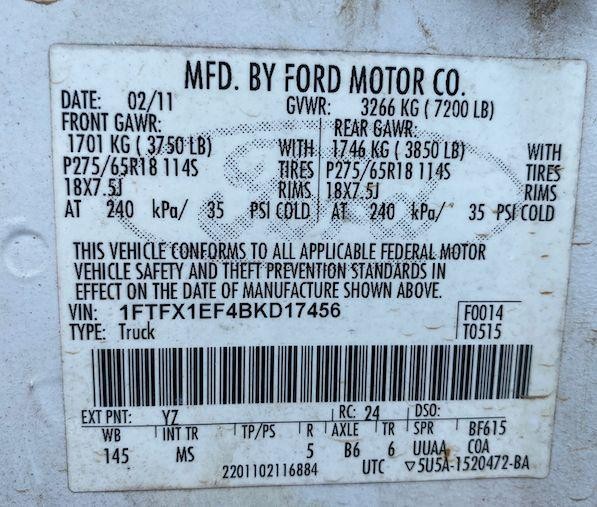 MFD. BY FORD MOTOR CO.
DATE: 02/11 GVWR: 3266 KG ( 7200 LB)
FRONT GAWR: REAR GAWR:
1701 KG ( 3750 LB) WITH 1746 KG ( 3850 LB) WITH
P275/65R18 114S TIRES P275/65R18 114S TIRES
18X7.5J RIMS 18X7.5J RIMS
AT 240 kPa/ 35 PSI COLD AT 240 kPa/ 35 PSI COLD
THIS VEHICLE CONFORMS TO ALL APPLICABLE FEDERAL MOTOR
VEHICLE SAFETY AND THEFT PREVENTION STANDARDS IN
EFFECT ON THE DATE OF MANUFACTURE SHOWN ABOVE.
VIN: 1FTFX1EF4BKD17456 F0014
TYPE: Truck T0515
EXT PNT: YZ RC: 24 DSO:
WB INT TR TP/PS R AXLE TR SPR BF615
145 MS 5 B6 6 UUAA COA
2201102116884 UTC ▽5U5A-1520472-BA